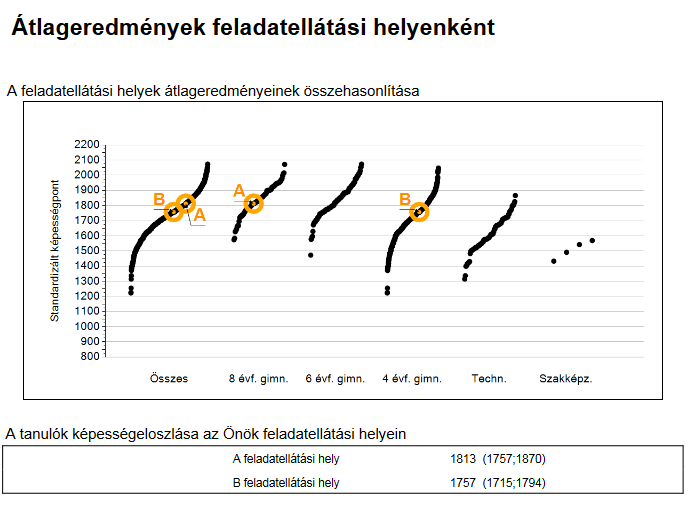 Átlageredmények feladatellátási helyenként
A feladatellátási helyek átlageredményeinek összehasonlítása
Standardizált képességpont
2200
2100
2000
1900
1800
1700
1600
1500
1400
1300
1200
1100
1000
900
800
B
A
A
B
Összes 8 évf. gimn. 6 évf. gimn. 4 évf. gimn. Techn. Szakképz.
A tanulók képességeloszlása az Önök feladatellátási helyein
A feladatellátási hely 1813 (1757;1870)
B feladatellátási hely 1757 (1715;1794)